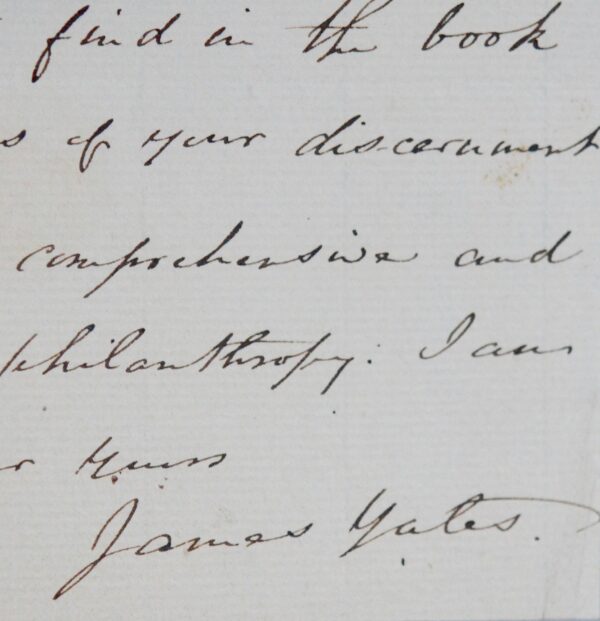 find in the book
s of your discernment
comprehensive and
philanthropy. I am
r yours
James Yates.